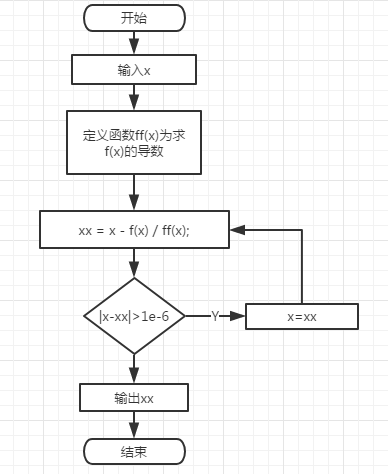 开始
输入x
定义函数ff(x)为求
f(x)的导数
xx = x - f(x) / ff(x);
|x-xx|>1e-6
Y
x=xx
输出xx
结束